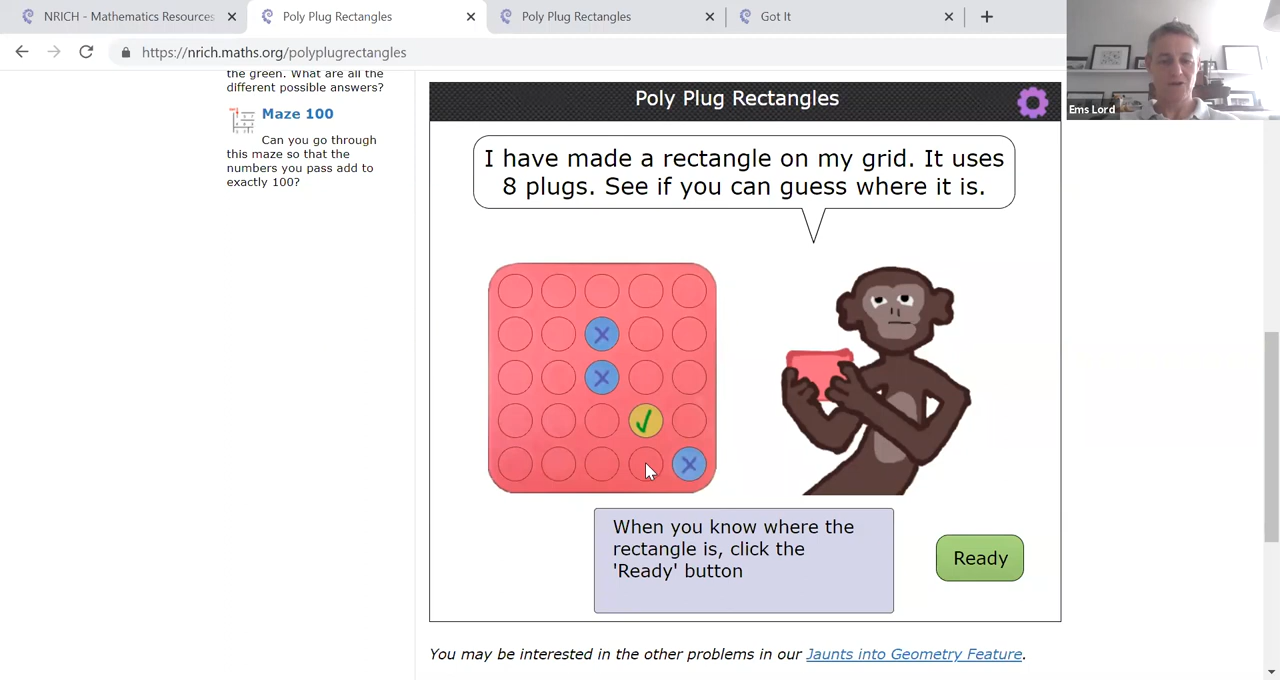 NRICH - Mathematics Resources
Poly Plug Rectangles
Poly Plug Rectangles
Got It
https://nrich.maths.org/polyplugrectangles
Ems Lord
the green. What are all the
different possible answers?
Maze 100
Can you go through
this maze so that the
numbers you pass add to
exactly 100?
Poly Plug Rectangles
I have made a rectangle on my grid. It uses
8 plugs. See if you can guess where it is.
When you know where the
rectangle is, click the
'Ready' button
Ready
You may be interested in the other problems in our Jaunts into Geometry Feature.